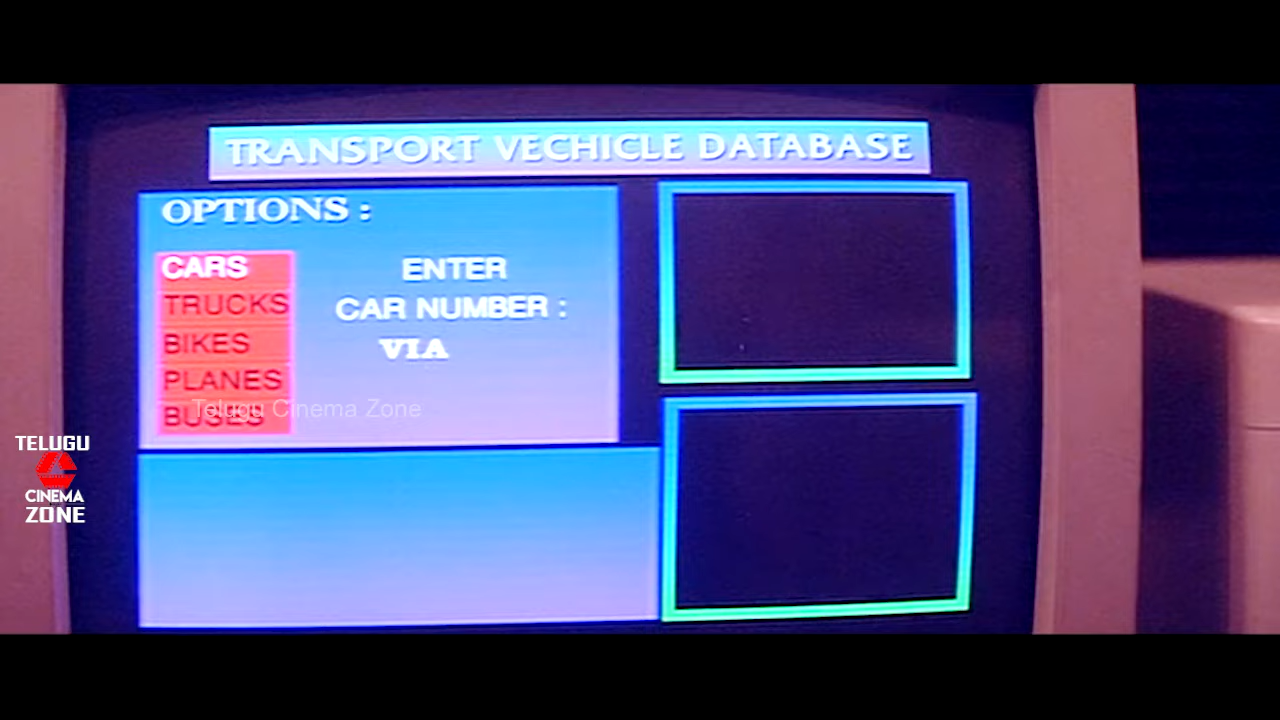 TRANSPORT VECHICLE DATABASE
OPTIONS :
CARS
TRUCKS
BIKES
PLANES
BUSES
ENTER
CAR NUMBER :
VIA
Telugu Cinema Zone
TELUGU
CINEMA
ZONE